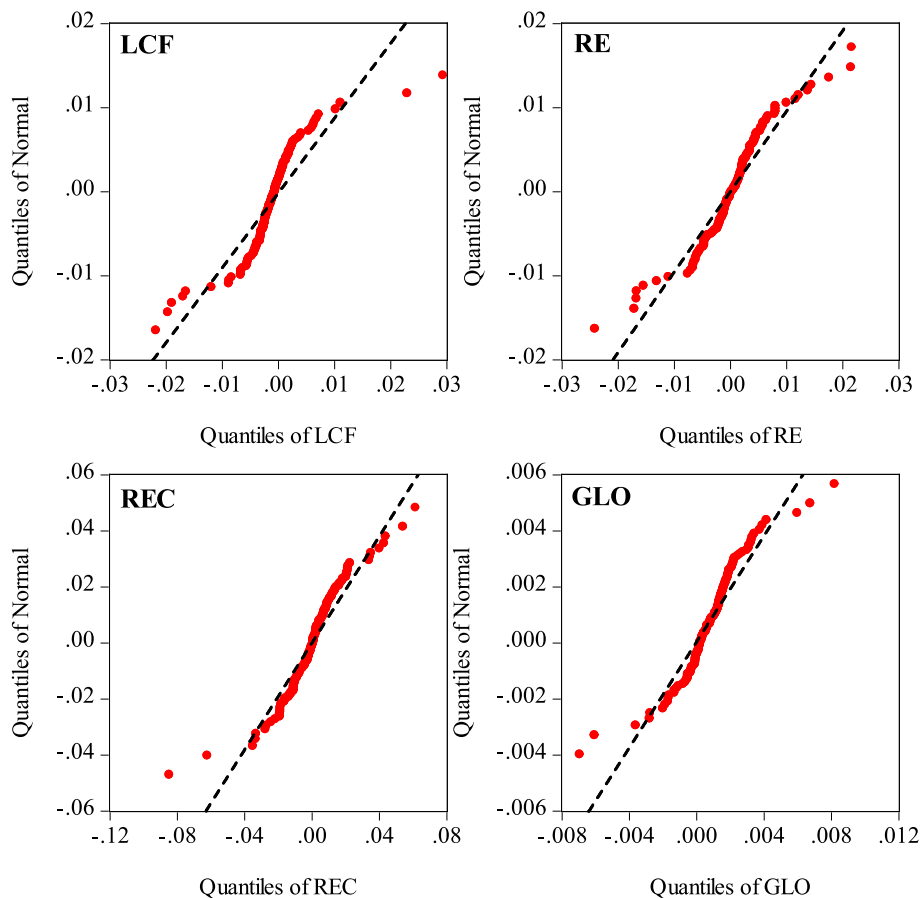 LCF
Quantiles of Normal
.02
.01
.00
-.01
-.02
-.03 -.02 -.01 .00 .01 .02 .03
Quantiles of LCF
RE
Quantiles of Normal
.02
.01
.00
-.01
-.02
-.03 -.02 -.01 .00 .01 .02 .03
Quantiles of RE
REC
Quantiles of Normal
.06
.04
.02
.00
-.02
-.04
-.06
-.12 -.08 -.04 .00 .04 .08
Quantiles of REC
GLO
Quantiles of Normal
.006
.004
.002
.000
-.002
-.004
-.006
-.008 -.004 .000 .004 .008 .012
Quantiles of GLO